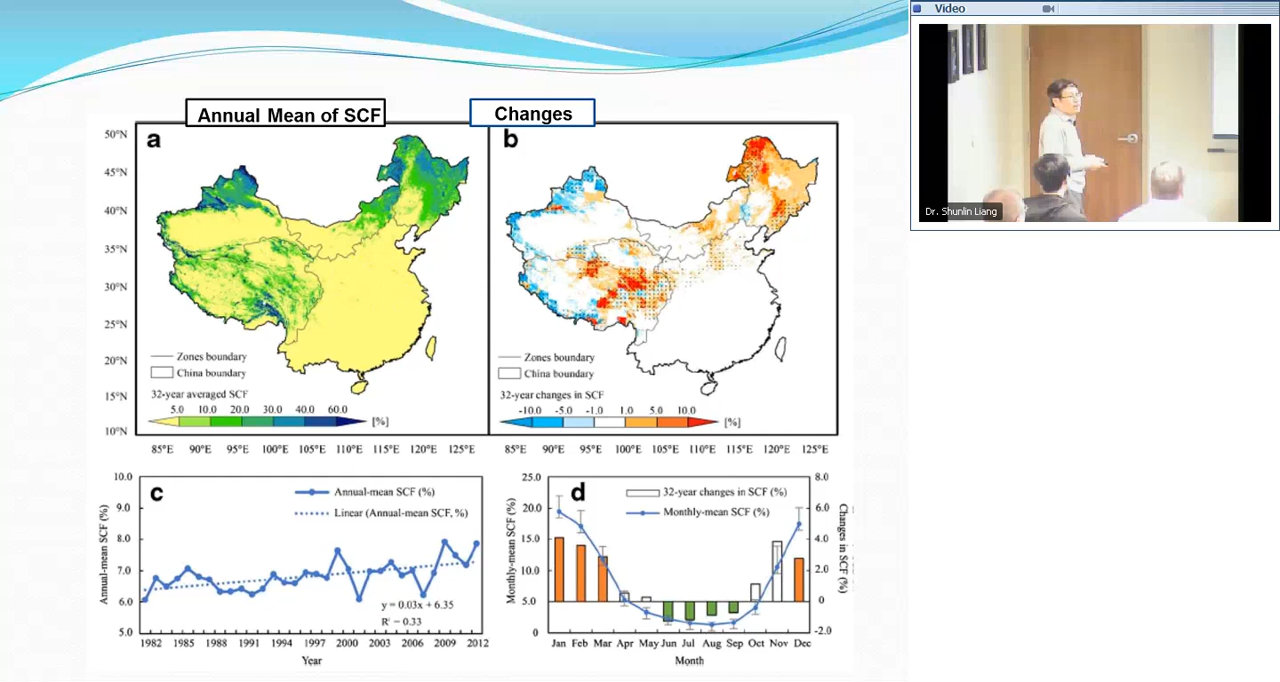 Video
Dr. Shunlin Liang
Annual Mean of SCF
Changes
a
b
50°N
45°N
40°N
35°N
30°N
25°N
20°N
15°N
10°N
Zones boundary
China boundary
32-year averaged SCF
5.0 10.0 20.0 30.0 40.0 60.0
[%]
Zones boundary
China boundary
32-year changes in SCF
-10.0 -5.0 -1.0 1.0 5.0 10.0
[%]
85°E 90°E 95°E 100°E 105°E 110°E 115°E 120°E 125°E
85°E 90°E 95°E 100°E 105°E 110°E 115°E 120°E 125°E
c
Annual-mean SCF (%)
Linear (Annual-mean SCF, %)
Annual-mean SCF (%)
10.0
9.0
8.0
7.0
6.0
5.0
y = 0.03x + 6.35
1982 1985 1988 1991 1994 1997 2000 2003 2006 2009 2012
Year
d
32-year changes in SCF (%)
Monthly-mean SCF (%)
Monthly-mean SCF (%)
25.0
20.0
15.0
10.0
5.0
0
8.0
6.0
4.0
2.0
0
-2.0
Changes in SCF (%)
Jan Feb Mar Apr May Jun Jul Aug Sep Oct Nov Dec
Month